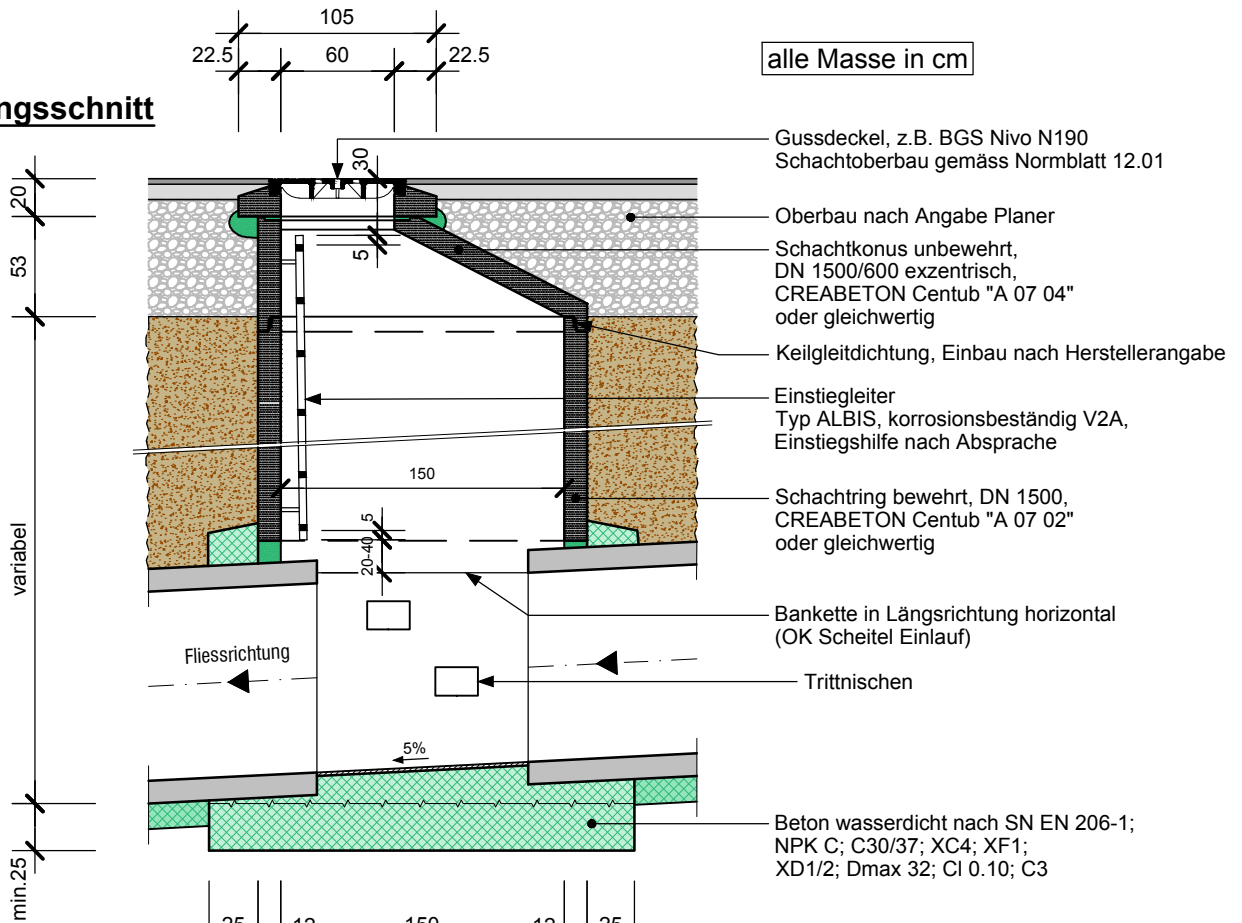 105
22.5
60
22.5
alle Masse in cm
ngsschnitt
Gussdeckel, z.B. BGS Nivo N190
Schachtoberbau gemäss Normblatt 12.01
30
20
Oberbau nach Angabe Planer
53
5
Schachtkonus unbewehrt,
DN 1500/600 exzentrisch,
CREABETON Centub "A 07 04"
oder gleichwertig
Keilgleitdichtung, Einbau nach Herstellerangabe
Einstiegleiter
Typ ALBIS, korrosionsbeständig V2A,
Einstiegshilfe nach Absprache
150
Schachtring bewehrt, DN 1500,
CREABETON Centub "A 07 02"
oder gleichwertig
5
20-40
variabel
Bankette in Längsrichtung horizontal
(OK Scheitel Einlauf)
Fliessrichtung
Trittnischen
5%
Beton wasserdicht nach SN EN 206-1;
NPK C; C30/37; XC4; XF1;
XD1/2; Dmax 32; Cl 0.10; C3
min.25
25
12
150
12
25